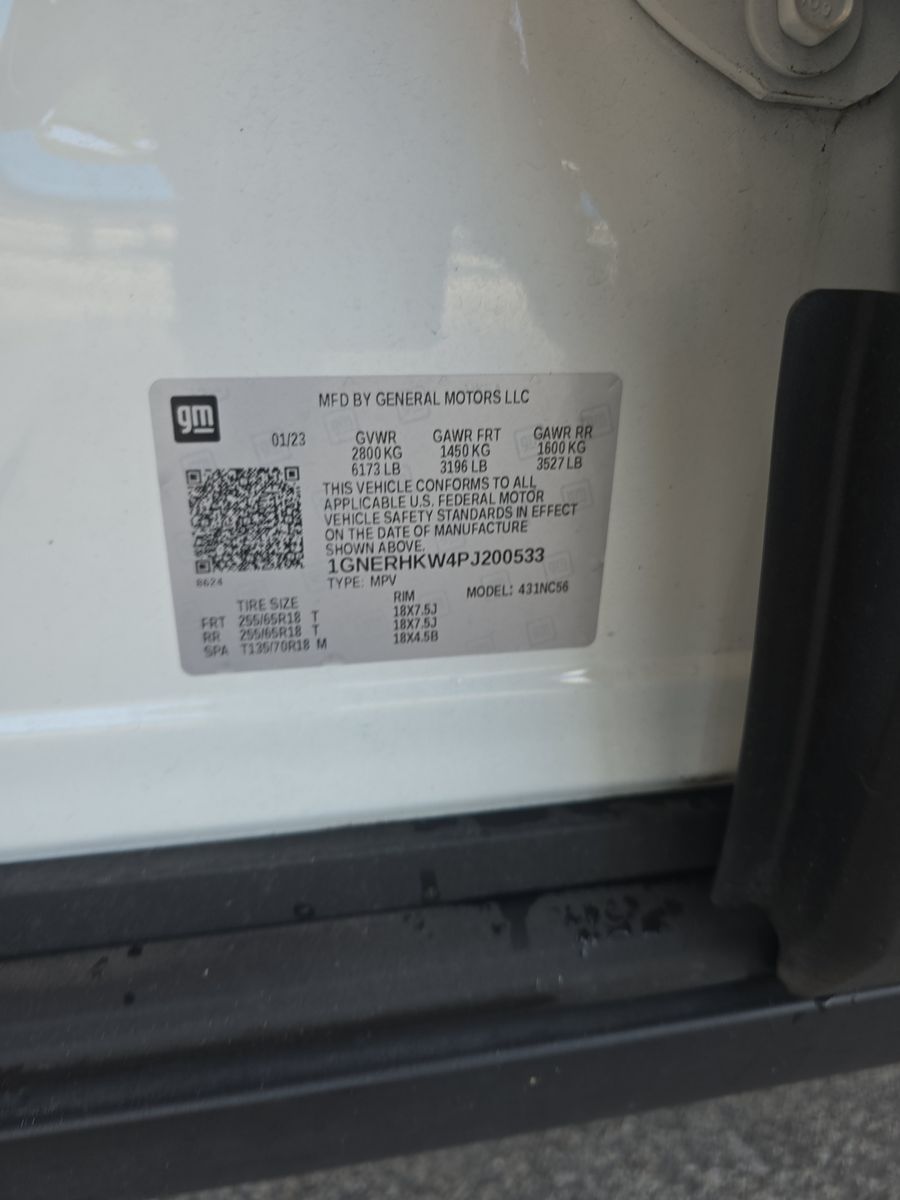 gm
MFD BY GENERAL MOTORS LLC
01/23 GVWR GAWR FRT GAWR RR
2800 KG 1450 KG 1600 KG
6173 LB 3196 LB 3527 LB
THIS VEHICLE CONFORMS TO ALL
APPLICABLE U.S. FEDERAL MOTOR
VEHICLE SAFETY STANDARDS IN EFFECT
ON THE DATE OF MANUFACTURE
SHOWN ABOVE.
1GNERHKW4PJ200533
8624
TYPE: MPV MODEL: 431NC56
TIRE SIZE RIM
FRT 255/65R18 T 18X7.5J
RR 255/65R18 T 18X7.5J
SPA T135/70R18 M 18X4.5B